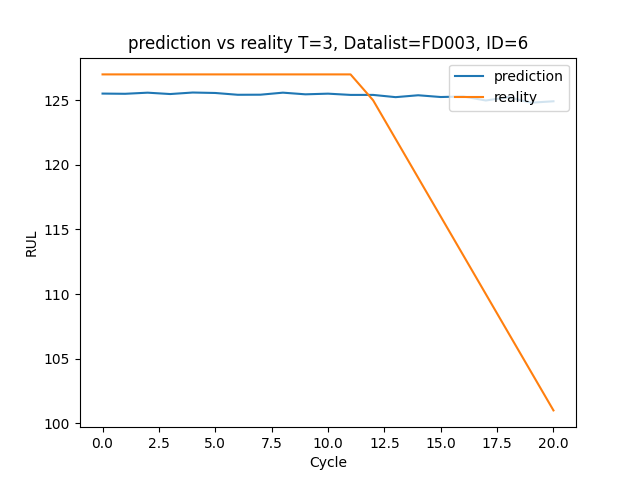 prediction vs reality T=3, Datalist=FD003, ID=6
prediction
reality
RUL
125
120
115
110
105
100
0.0 2.5 5.0 7.5 10.0 12.5 15.0 17.5 20.0
Cycle